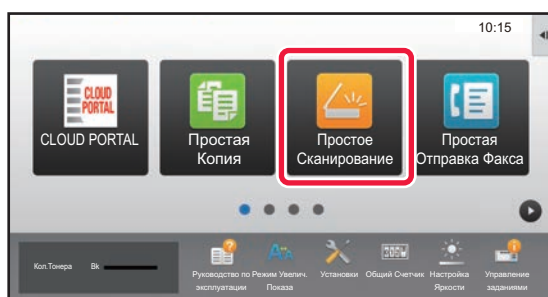 10:15
CLOUD
PORTAL
CLOUD PORTAL
Простая
Копия
Простое
Сканирование
Простая
Отправка Факса
Кол.Тонера Bk
Руководство по
эксплуатации
Режим Увелич.
Показа
Установки
Общий Счетчик
Настройка
Яркости
Управление
заданиями